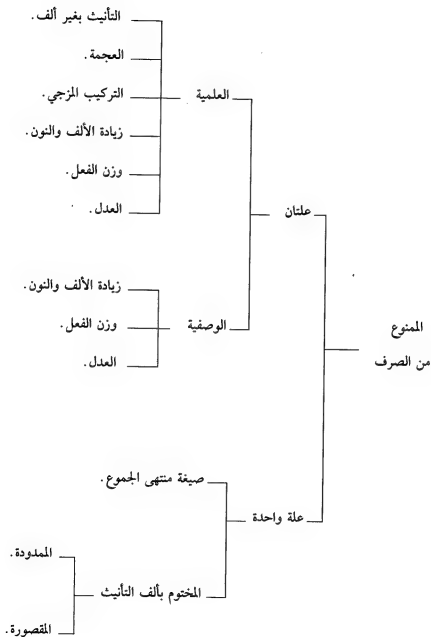 الممنوع
من الصرف
علتان
العلمية
التأنيث بغير ألف.
العجمة.
التركيب المزجي.
زيادة الألف والنون.
وزن الفعل.
العدل.
الوصفية
زيادة الألف والنون.
وزن الفعل.
العدل.
علة واحدة
صيغة منتهى الجموع.
المختوم بألف التأنيث
الممدودة.
المقصورة.